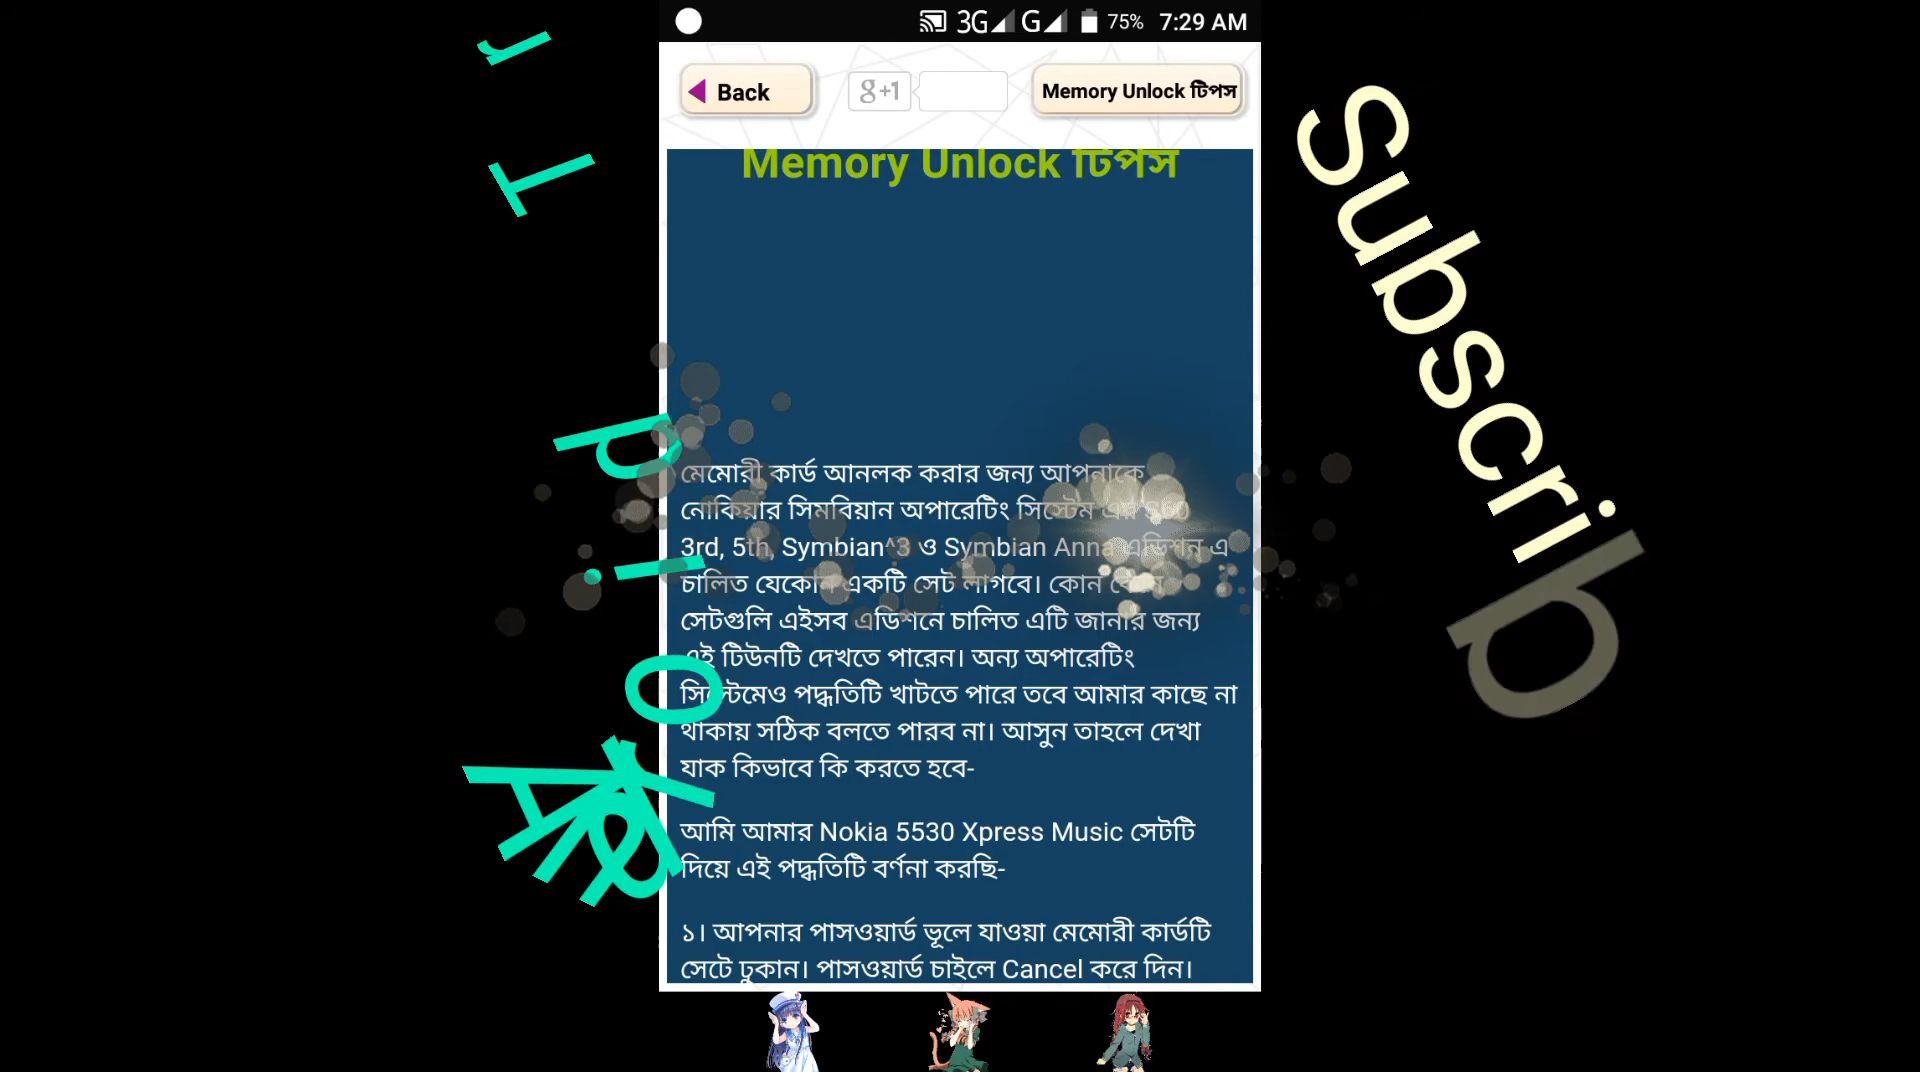 3G G 75% 7:29 AM
Back
g+1
Memory Unlock টিপস
Memory Unlock টিপস
মেমোরী কার্ড আনলক করার জন্য আপনাকে
নোকিয়ার সিমবিয়ান অপারেটিং সিস্টেম এর S60
3rd, 5th, Symbian^3 ও Symbian Anna এডিশন এ
চালিত যেকোন একটি সেট লাগবে। কোন কোন
সেটগুলি এইসব এডিশনে চালিত এটি জানার জন্য
এই টিউনটি দেখতে পারেন। অন্য অপারেটিং
সিস্টেমেও পদ্ধতিটি খাটতে পারে তবে আমার কাছে না
থাকায় সঠিক বলতে পারব না। আসুন তাহলে দেখা
যাক কিভাবে কি করতে হবে-
আমি আমার Nokia 5530 Xpress Music সেটটি
দিয়ে এই পদ্ধতিটি বর্ণনা করছি-
১। আপনার পাসওয়ার্ড ভূলে যাওয়া মেমোরী কার্ডটি
সেটে ঢুকান। পাসওয়ার্ড চাইলে Cancel করে দিন।
Subscrib